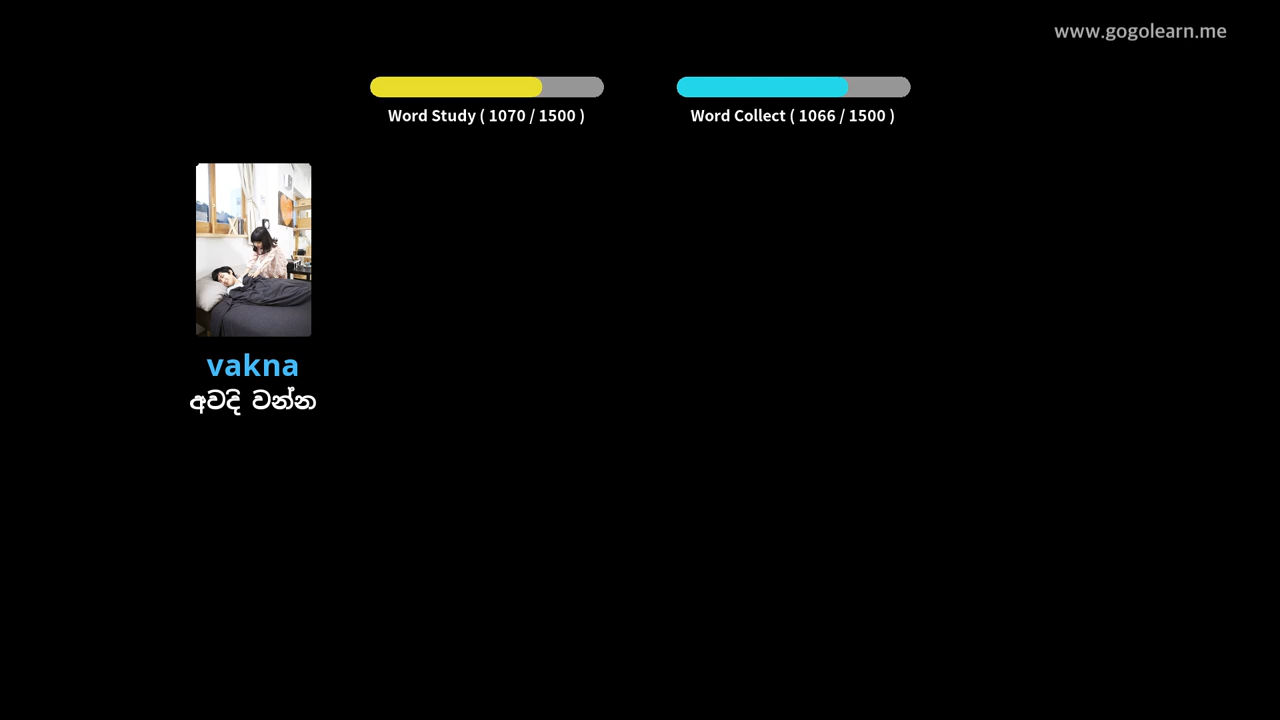 www.gogolearn.me
Word Study ( 1070 / 1500 )
Word Collect ( 1066 / 1500 )
vakna
අවදි වන්න